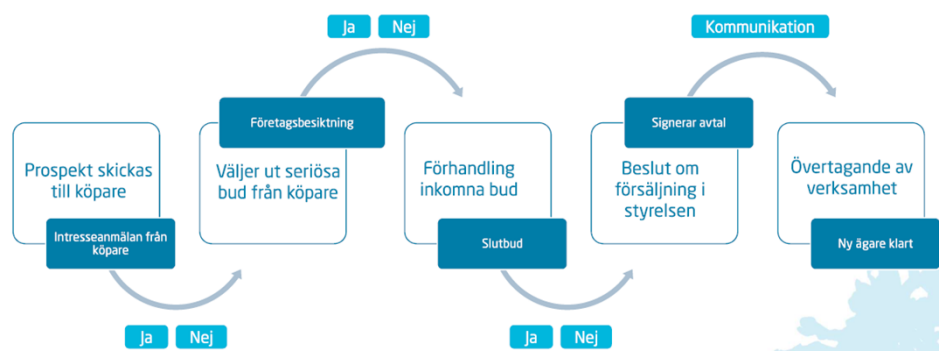 Ja
Nej
Kommunikation
Prospekt skickas
till köpare
Intresseanmälan från
köpare
Ja
Nej
Företagsbesiktning
Väljer ut seriösa
bud från köpare
Förhandling
inkomna bud
Slutbud
Ja
Nej
Signerar avtal
Beslut om
försäljning i
styrelsen
Övertagande av
verksamhet
Ny ägare klart